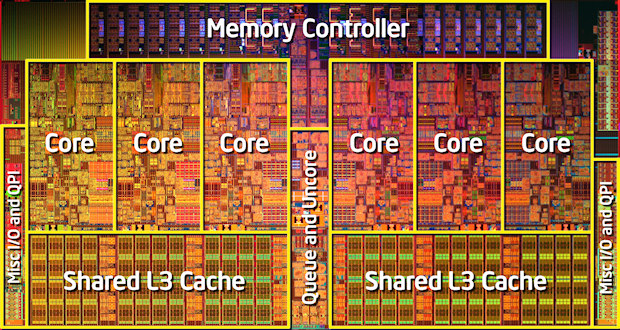 Memory Controller
Core
Core
Core
Core
Core
Core
Misc I/O and QPI
Queue and Uncore
Misc I/O and QPI
Shared L3 Cache
Shared L3 Cache